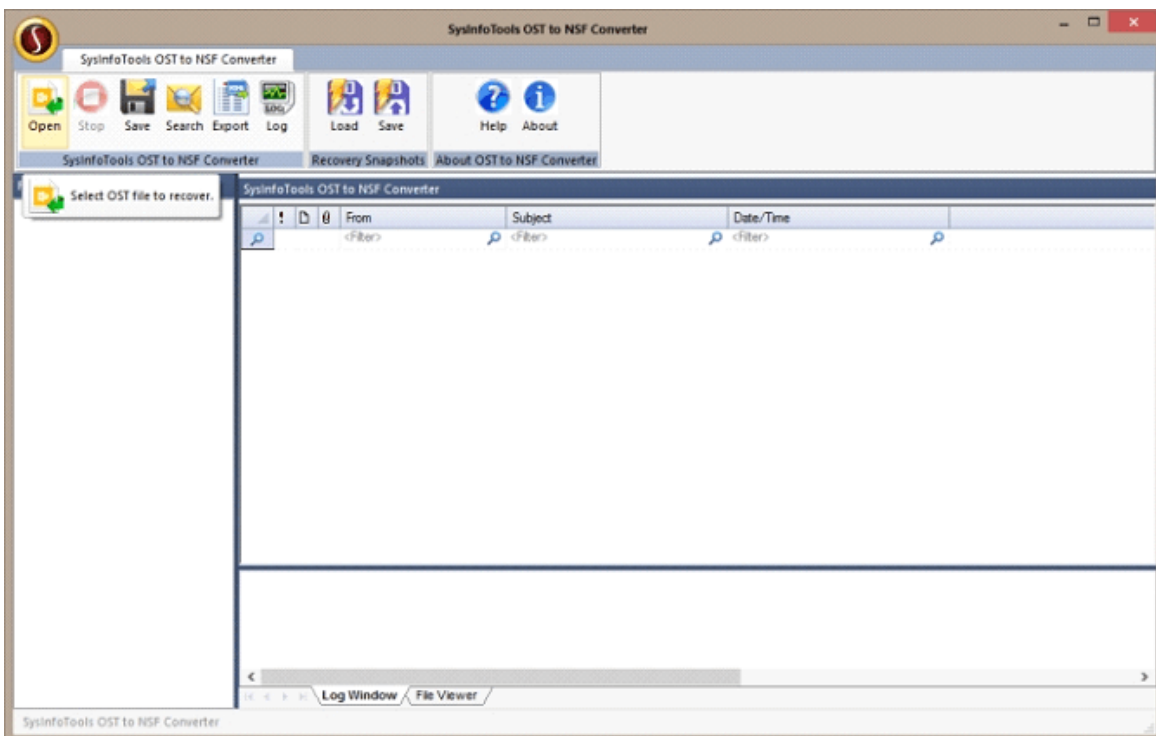 SysInfoTools OST to NSF Converter
SysInfoTools OST to NSF Converter
Open Stop Save Search Export Log Load Save Help About
LOG
SysInfoTools OST to NSF Converter Recovery Snapshots About OST to NSF Converter
Select OST file to recover.
SysInfoTools OST to NSF Converter
! From Subject Date/Time
<Filter> <Filter> <Filter>
Log Window File Viewer
SysInfoTools OST to NSF Converter